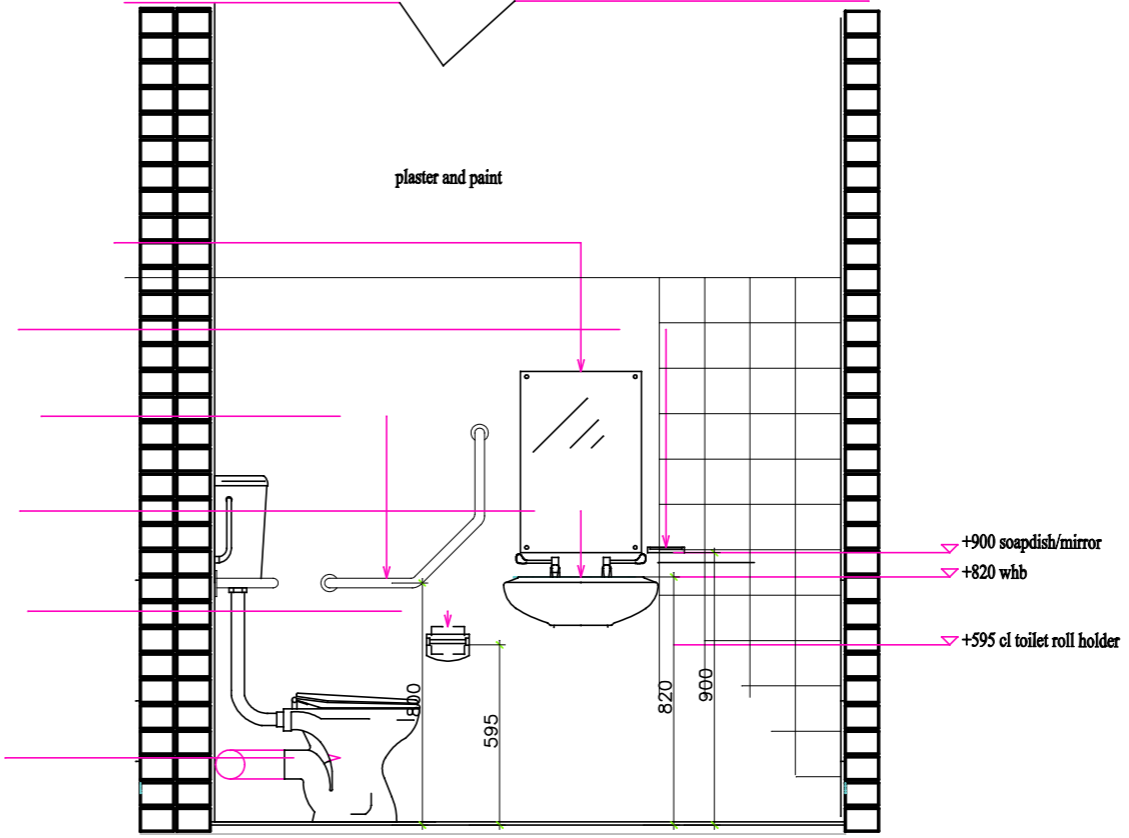 plaster and paint
+900 soapdish/mirror
+820 whb
+595 cl toilet roll holder
800
595
820
900